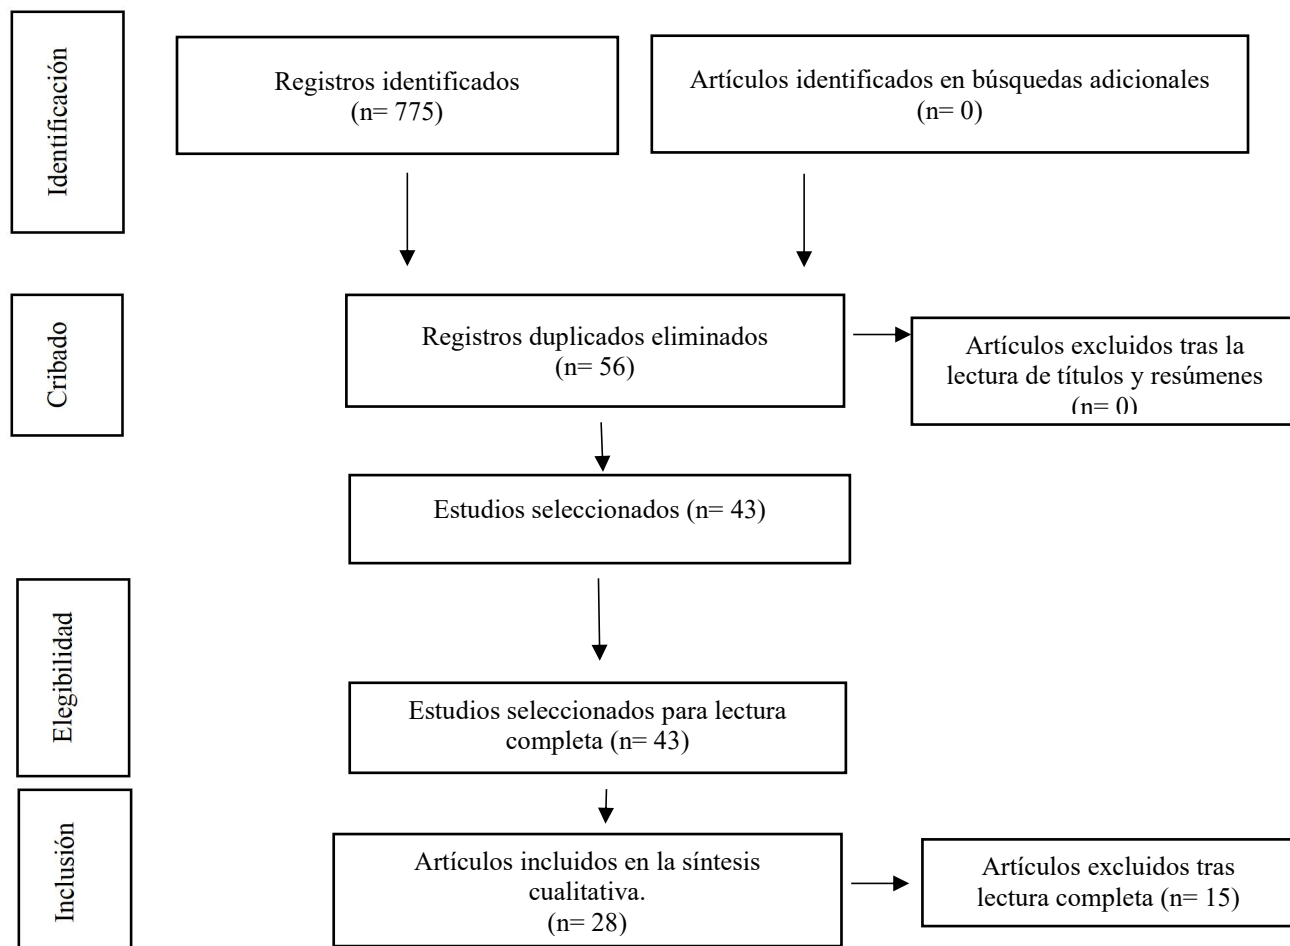 Identificación
Registros identificados
(n= 775)
Artículos identificados en búsquedas adicionales
(n= 0)
Cribado
Registros duplicados eliminados
(n= 56)
Artículos excluidos tras la
lectura de títulos y resúmenes
(n= 0)
Estudios seleccionados (n= 43)
Elegibilidad
Estudios seleccionados para lectura
completa (n= 43)
Inclusión
Artículos incluidos en la síntesis
cualitativa.
(n= 28)
Artículos excluidos tras
lectura completa (n= 15)